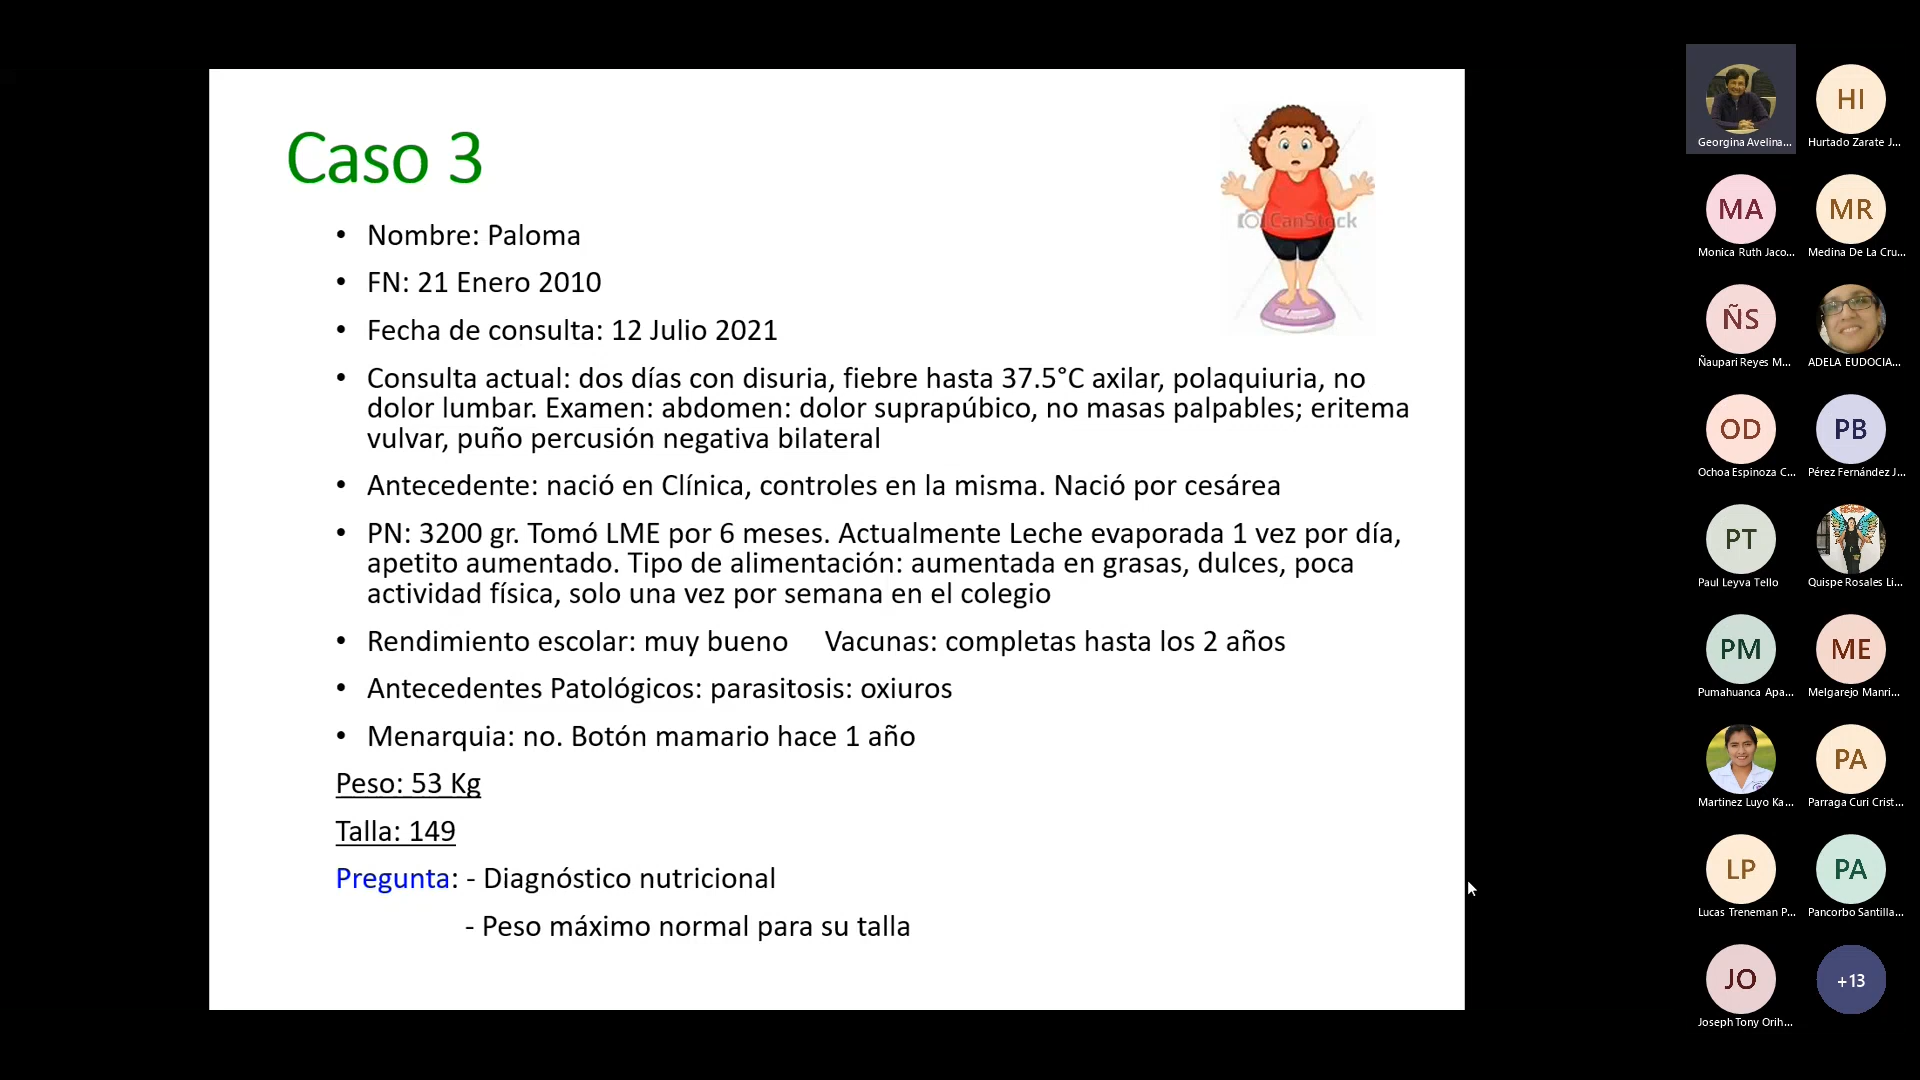 Caso 3
CanStock
• Nombre: Paloma
• FN: 21 Enero 2010
• Fecha de consulta: 12 Julio 2021
• Consulta actual: dos días con disuria, fiebre hasta 37.5°C axilar, polaquiuria, no
dolor lumbar. Examen: abdomen: dolor suprapúbico, no masas palpables; eritema
vulvar, puño percusión negativa bilateral
• Antecedente: nació en Clínica, controles en la misma. Nació por cesárea
• PN: 3200 gr. Tomó LME por 6 meses. Actualmente Leche evaporada 1 vez por día,
apetito aumentado. Tipo de alimentación: aumentada en grasas, dulces, poca
actividad física, solo una vez por semana en el colegio
• Rendimiento escolar: muy bueno Vacunas: completas hasta los 2 años
• Antecedentes Patológicos: parasitosis: oxiuros
• Menarquia: no. Botón mamario hace 1 año
Peso: 53 Kg
Talla: 149
Pregunta: - Diagnóstico nutricional
- Peso máximo normal para su talla
Georgina Avelina...
HI
Hurtado Zarate J...
MA
Monica Ruth Jaco...
MR
Medina De La Cru...
ÑS
Ñaupari Reyes M...
ADELA EUDOCIA...
OD
Ochoa Espinoza C...
PB
Pérez Fernández J...
PT
Paul Leyva Tello
Quispe Rosales Li...
PM
Pumahuanca Apa...
ME
Melgarejo Manri...
Martinez Luyo Ka...
PA
Parraga Curi Crist...
LP
Lucas Treneman P...
PA
Pancorbo Santilla...
JO
Joseph Tony Orih...
+13